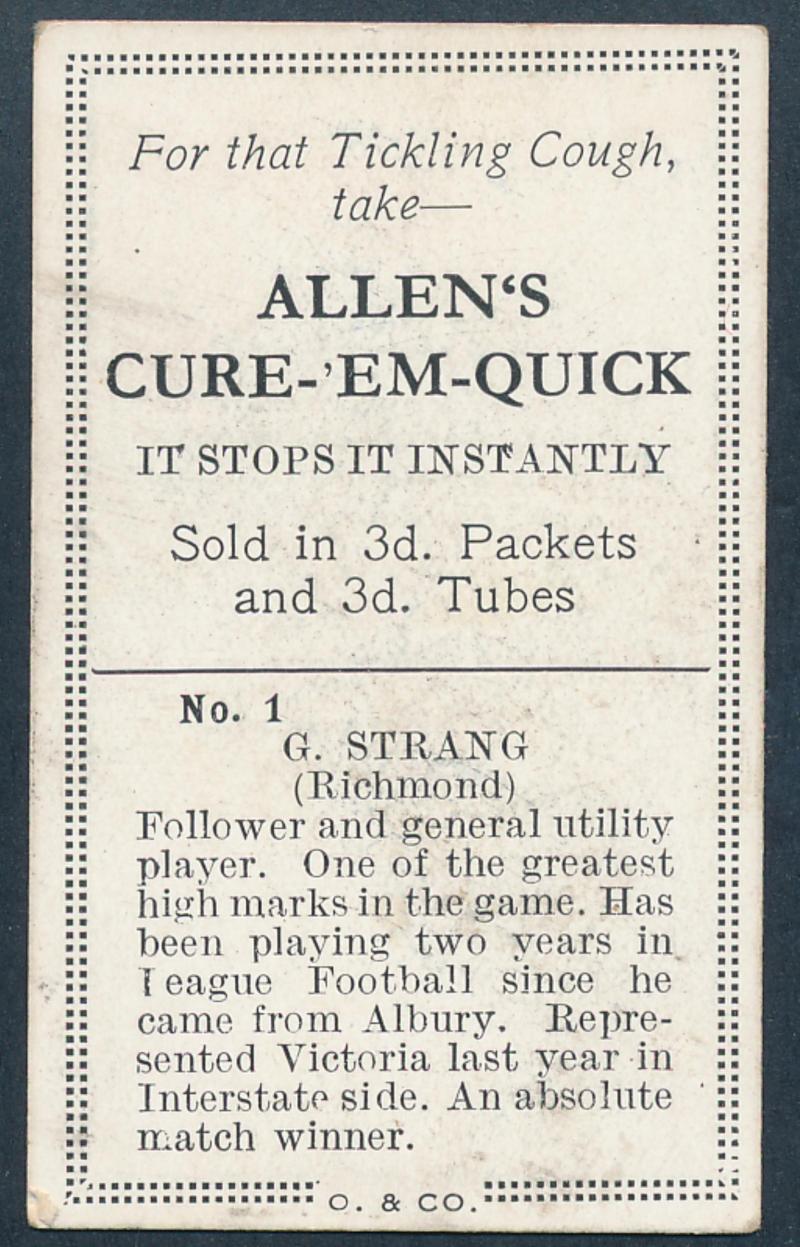 For that Tickling Cough,
take—
ALLEN‘S
CURE-’EM-QUICK
IT STOPS IT INSTANTLY
Sold in 3d. Packets
and 3d. Tubes
No. 1
G. STRANG
(Richmond)
Follower and general utility
player. One of the greatest
high marks in the game. Has
been playing two years in
League Football since he
came from Albury. Repre-
sented Victoria last year in
Interstate side. An absolute
match winner.
O. & CO.